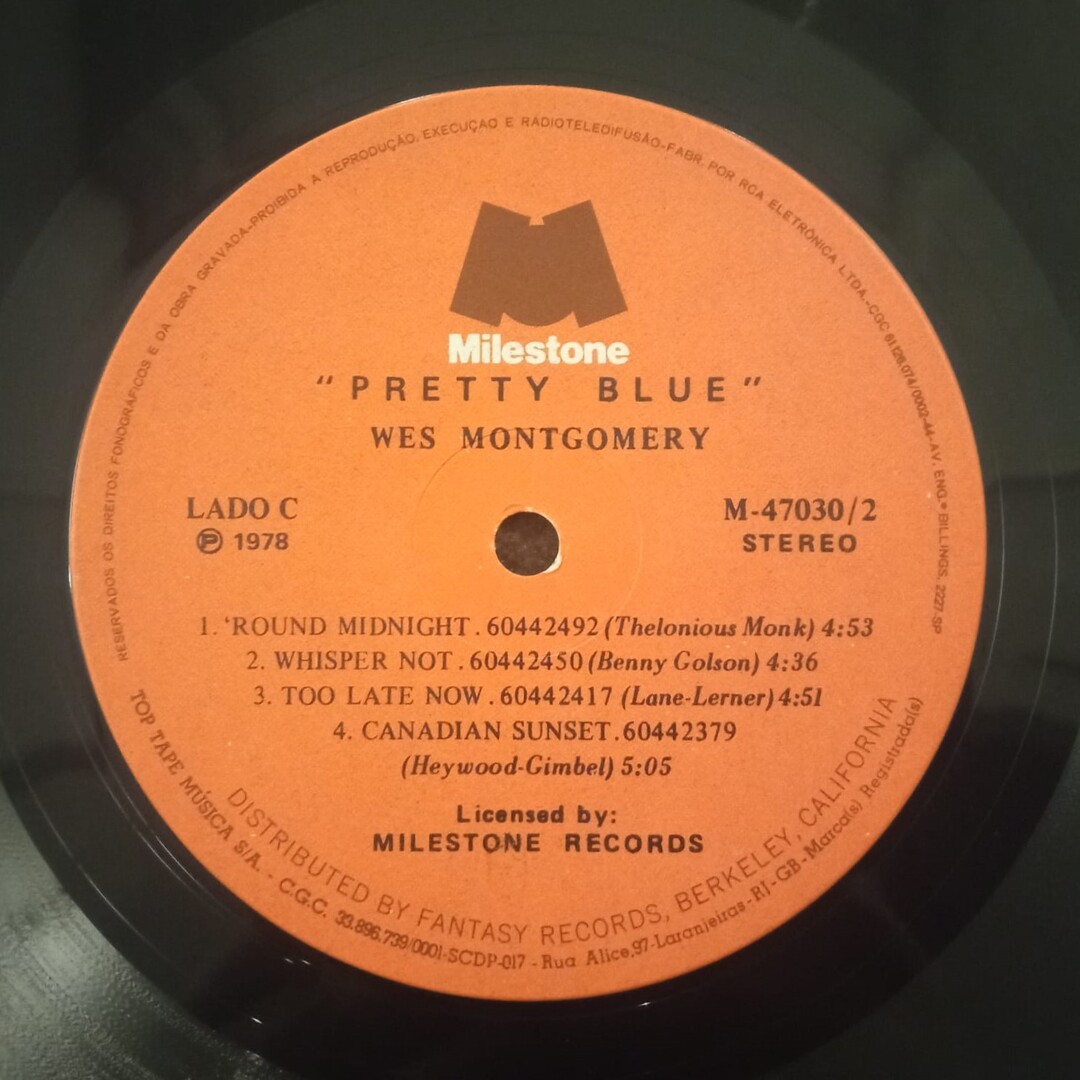 RESERVADOS OS DIREITOS FONOGRÁFICOS E DA OBRA GRAVADA-PROIBIDA A REPRODUÇÃO, EXECUÇAO E RADIOTELEDIFUSÃO-FABR. POR RCA ELETRÔNICA LTDA.-CGC 61.126.074/0002-44-AV. ENG.º BILLINGS, 2227-SP
Milestone
"PRETTY BLUE"
WES MONTGOMERY
LADO C
Ⓟ 1978
M-47030/2
STEREO
1. 'ROUND MIDNIGHT . 60442492 (Thelonious Monk) 4:53
2. WHISPER NOT . 60442450 (Benny Golson) 4:36
3. TOO LATE NOW . 60442417 (Lane-Lerner) 4:51
4. CANADIAN SUNSET . 60442379
(Heywood-Gimbel) 5:05
Licensed by:
MILESTONE RECORDS
DISTRIBUTED BY FANTASY RECORDS, BERKELEY, CALIFORNIA
TOP TAPE MÚSICA S/A. - C.G.C. 33.896.739/0001-SCDP-017 - Rua Alice,97-Laranjeiras-RJ-GB-Marca(s) Registrada(s)